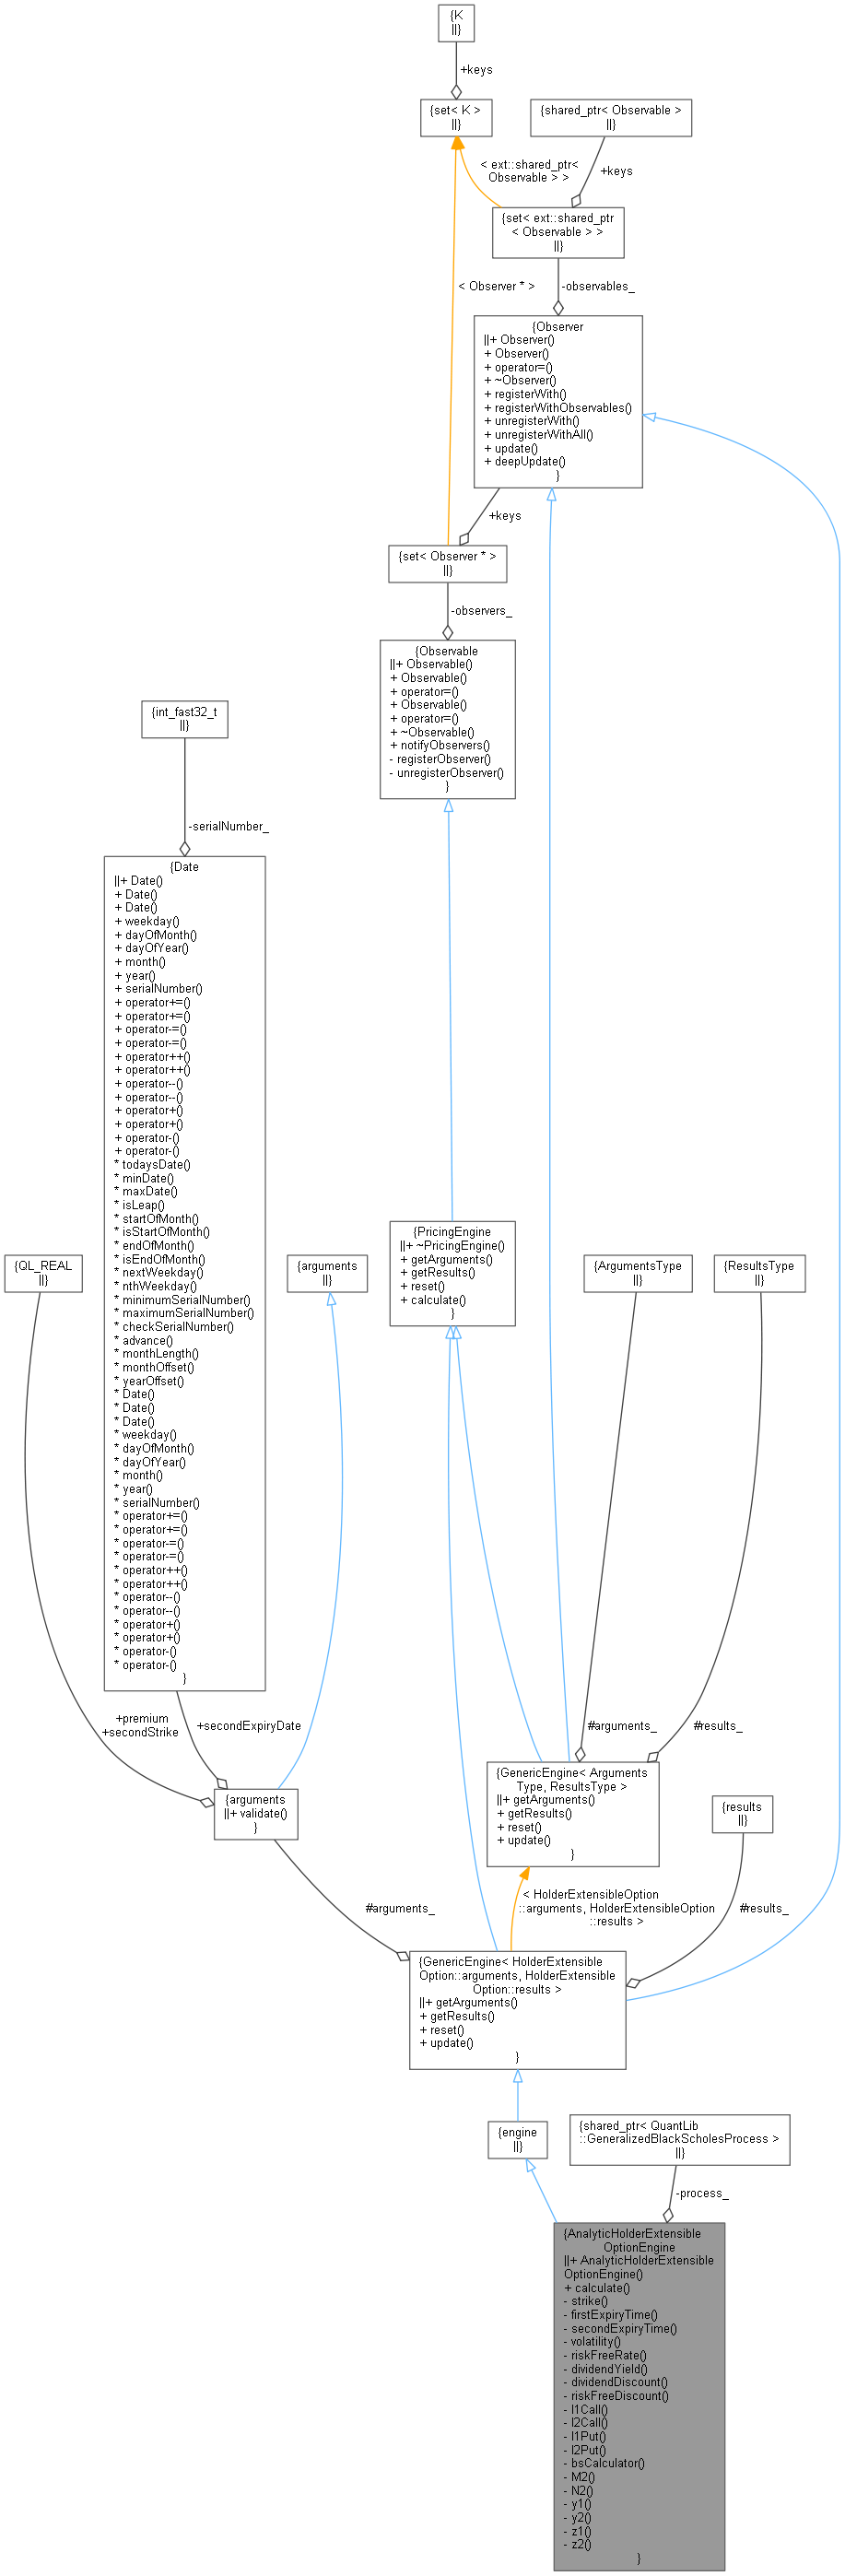 {K
||}
+keys
{set< K >
||}
{shared_ptr< Observable >
||}
< ext::shared_ptr<
Observable > >
+keys
{set< ext::shared_ptr
< Observable > >
||}
< Observer * >
-observables_
{Observer
||+ Observer()
+ Observer()
+ operator=()
+ ~Observer()
+ registerWith()
+ registerWithObservables()
+ unregisterWith()
+ unregisterWithAll()
+ update()
+ deepUpdate()
}
+keys
{set< Observer * >
||}
-observers_
{Observable
||+ Observable()
+ Observable()
+ operator=()
+ Observable()
+ operator=()
+ ~Observable()
+ notifyObservers()
- registerObserver()
- unregisterObserver()
}
{int_fast32_t
||}
-serialNumber_
{Date
||+ Date()
+ Date()
+ Date()
+ weekday()
+ dayOfMonth()
+ dayOfYear()
+ month()
+ year()
+ serialNumber()
+ operator+=()
+ operator+=()
+ operator-=()
+ operator-=()
+ operator++()
+ operator++()
+ operator--()
+ operator--()
+ operator+()
+ operator+()
+ operator-()
+ operator-()
* todaysDate()
* minDate()
* maxDate()
* isLeap()
* startOfMonth()
* isStartOfMonth()
* endOfMonth()
* isEndOfMonth()
* nextWeekday()
* nthWeekday()
* minimumSerialNumber()
* maximumSerialNumber()
* checkSerialNumber()
* advance()
* monthLength()
* monthOffset()
* yearOffset()
* Date()
* Date()
* Date()
* weekday()
* dayOfMonth()
* dayOfYear()
* month()
* year()
* serialNumber()
* operator+=()
* operator+=()
* operator-=()
* operator-=()
* operator++()
* operator++()
* operator--()
* operator--()
* operator+()
* operator+()
* operator-()
* operator-()
}
{QL_REAL
||}
{arguments
||}
{PricingEngine
||+ ~PricingEngine()
+ getArguments()
+ getResults()
+ reset()
+ calculate()
}
{ArgumentsType
||}
{ResultsType
||}
+premium
+secondStrike
+secondExpiryDate
#arguments_
#results_
{arguments
||+ validate()
}
{GenericEngine< Arguments
Type, ResultsType >
||+ getArguments()
+ getResults()
+ reset()
+ update()
}
{results
||}
#arguments_
< HolderExtensibleOption
::arguments, HolderExtensibleOption
::results >
#results_
{GenericEngine< HolderExtensible
Option::arguments, HolderExtensible
Option::results >
||+ getArguments()
+ getResults()
+ reset()
+ update()
}
{engine
||}
{shared_ptr< QuantLib
::GeneralizedBlackScholesProcess >
||}
-process_
{AnalyticHolderExtensible
OptionEngine
||+ AnalyticHolderExtensible
OptionEngine()
+ calculate()
- strike()
- firstExpiryTime()
- secondExpiryTime()
- volatility()
- riskFreeRate()
- dividendYield()
- dividendDiscount()
- riskFreeDiscount()
- I1Call()
- I2Call()
- I1Put()
- I2Put()
- bsCalculator()
- M2()
- N2()
- y1()
- y2()
- z1()
- z2()
}